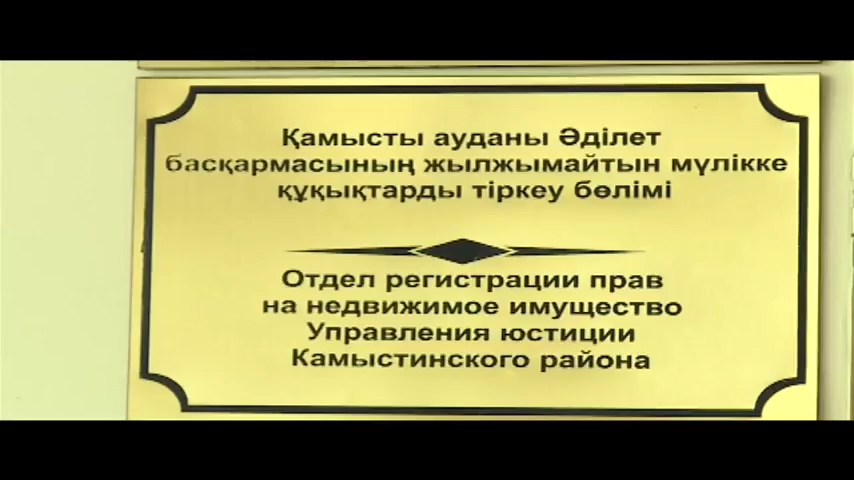 Қамысты ауданы Әділет
басқармасының жылжымайтын мүлікке
құқықтарды тіркеу бөлімі
Отдел регистрации прав
на недвижимое имущество
Управления юстиции
Камыстинского района